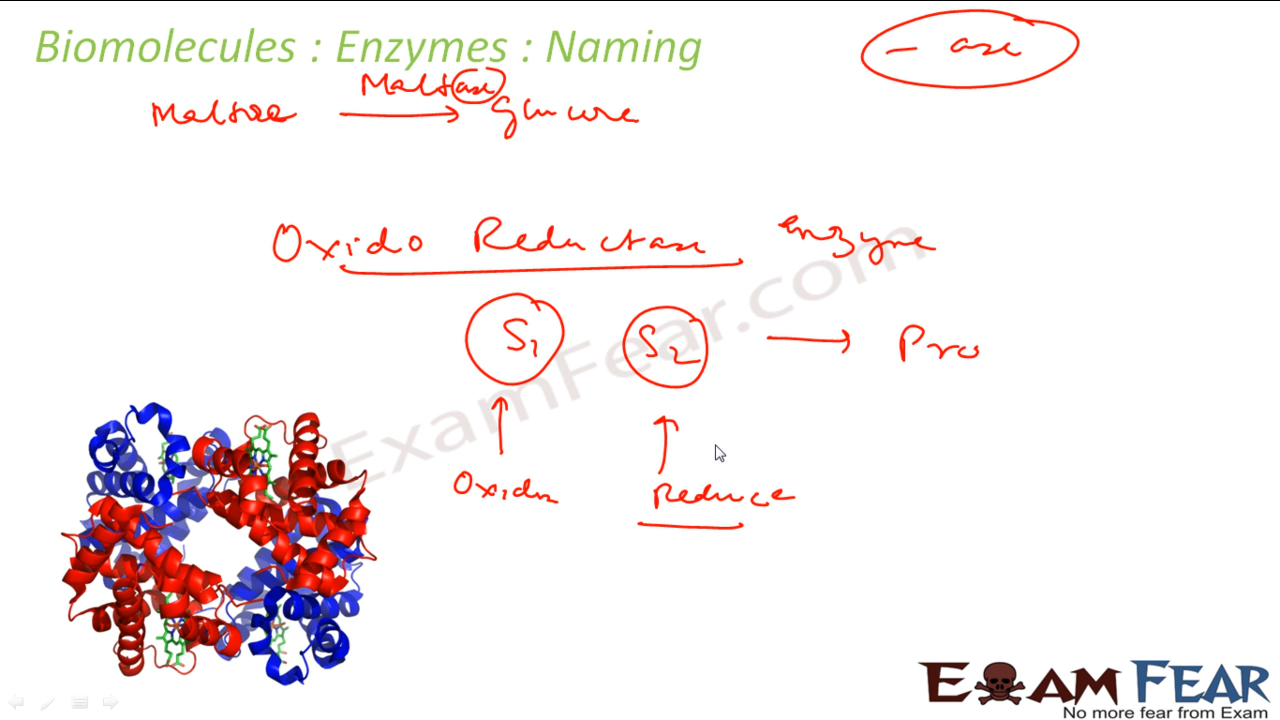 Biomolecules : Enzymes : Naming
- ase
Maltase
Maltose → Glucose
Oxido Reductase enzyme
S1 S2 → Pro
Oxidn Reduce
ExamFear.com
EXAM FEAR
No more fear from Exam